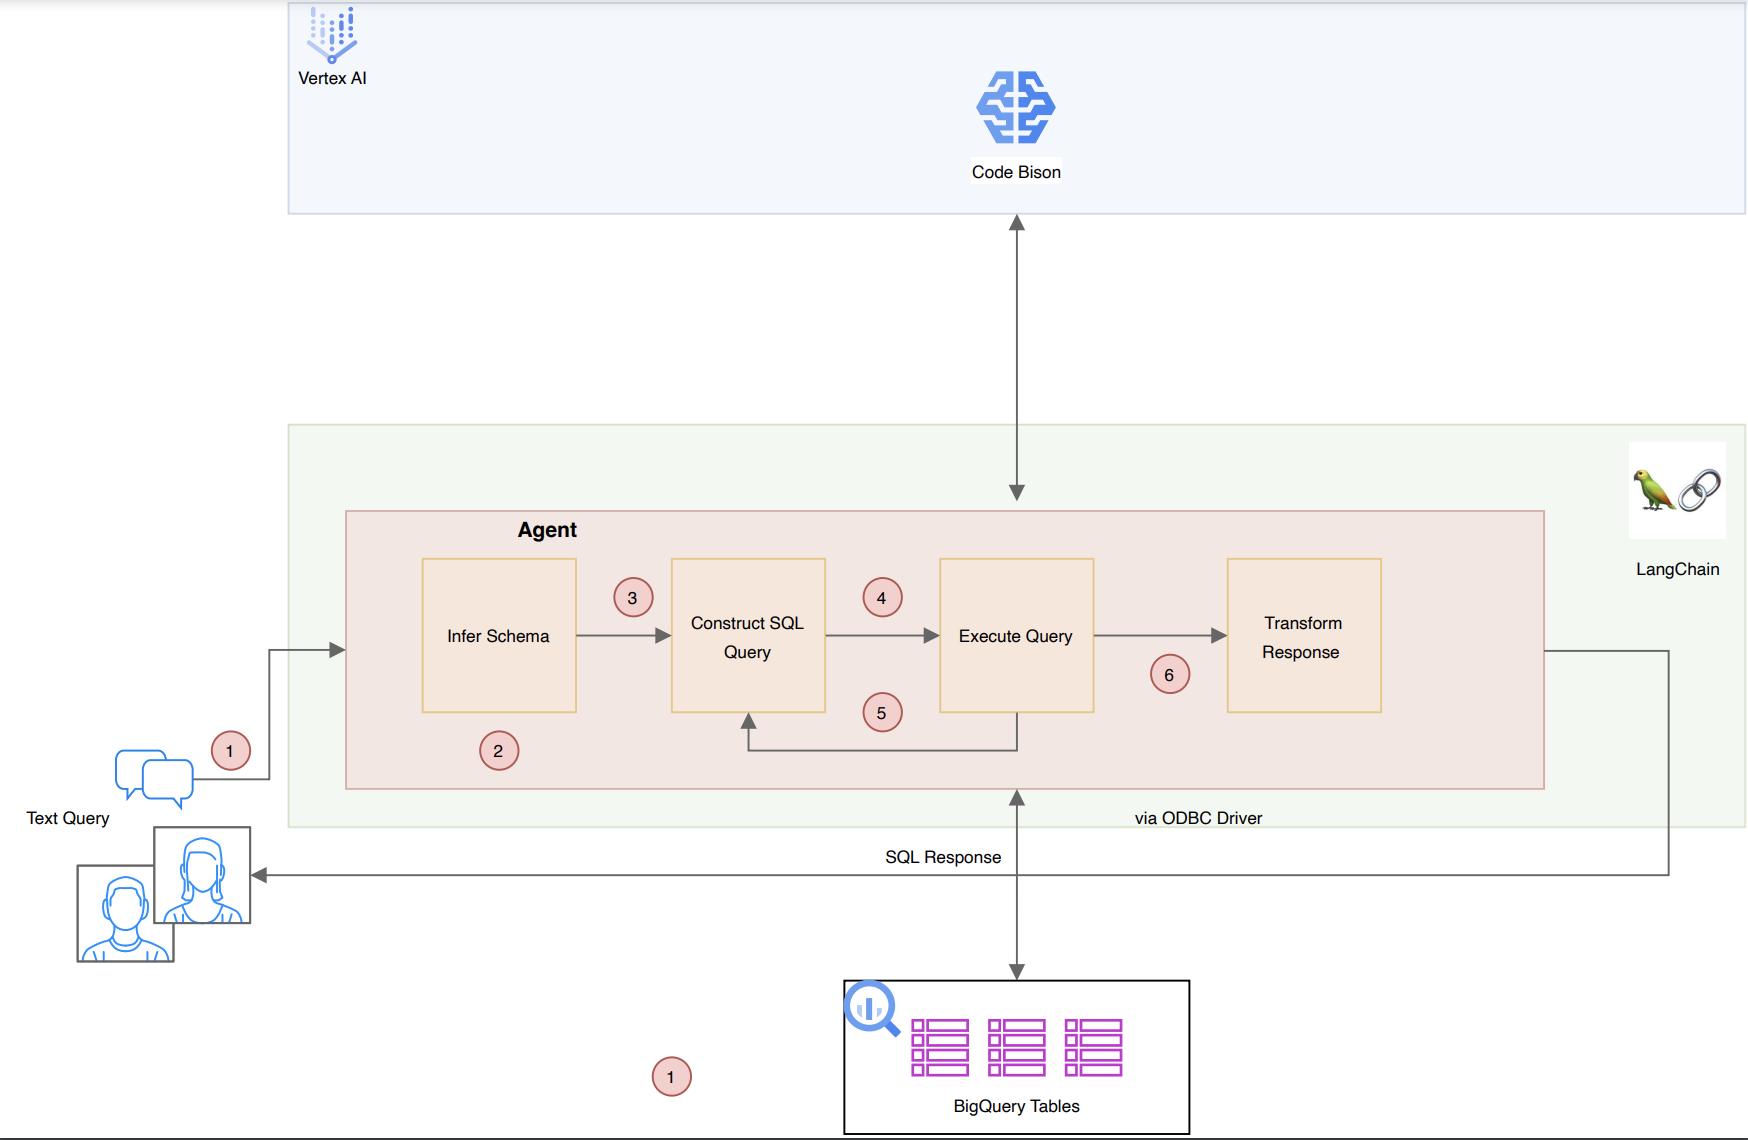 Vertex AI
Code Bison
LangChain
Agent
Infer Schema
3
Construct SQL
Query
4
Execute Query
Transform
Response
6
5
2
1
Text Query
via ODBC Driver
SQL Response
1
BigQuery Tables